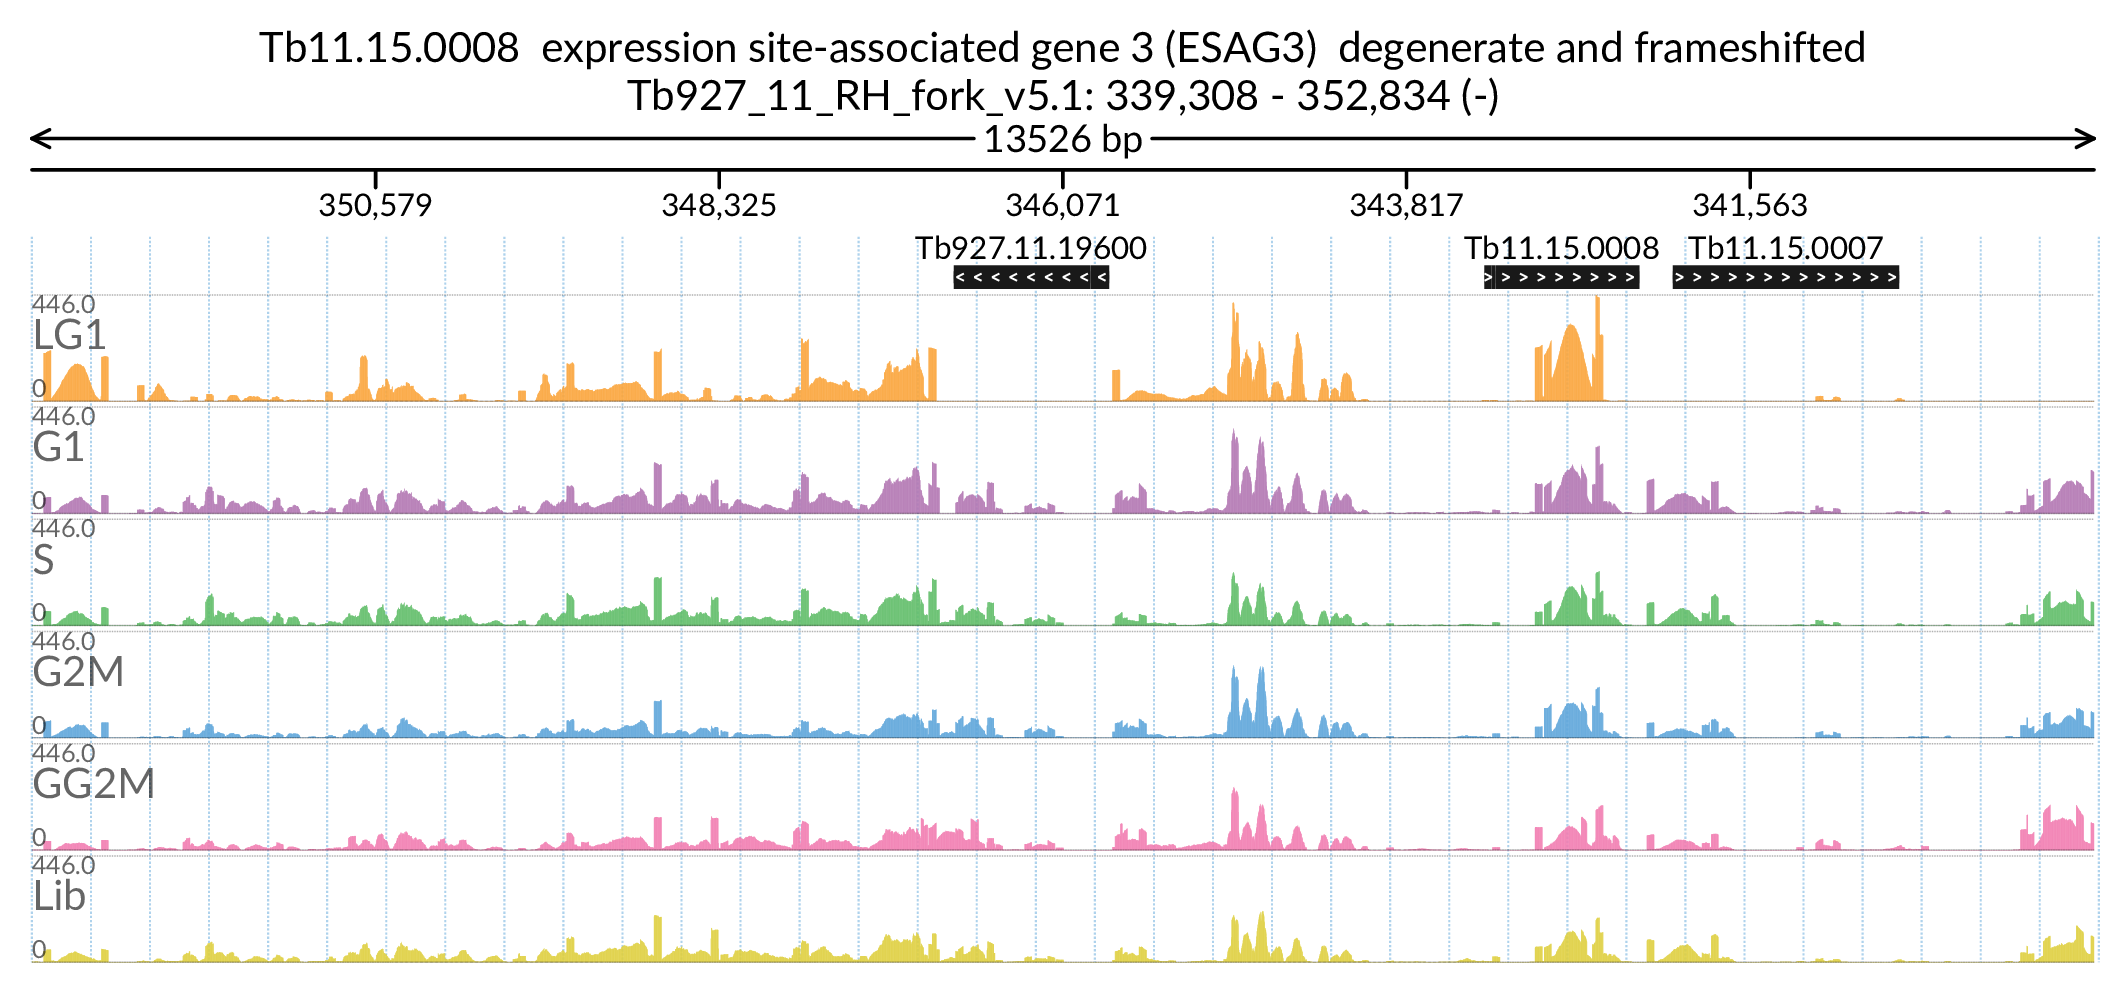 Tb11.15.0008 expression site-associated gene 3 (ESAG3) degenerate and frameshifted
Tb927_11_RH_fork_v5.1: 339,308 - 352,834 (-)
13526 bp
350,579 348,325 346,071 343,817 341,563
Tb927.11.19600 Tb11.15.0008 Tb11.15.0007
446.0
LG1
0
446.0
G1
0
446.0
S
0
446.0
G2M
0
446.0
GG2M
0
446.0
Lib
0